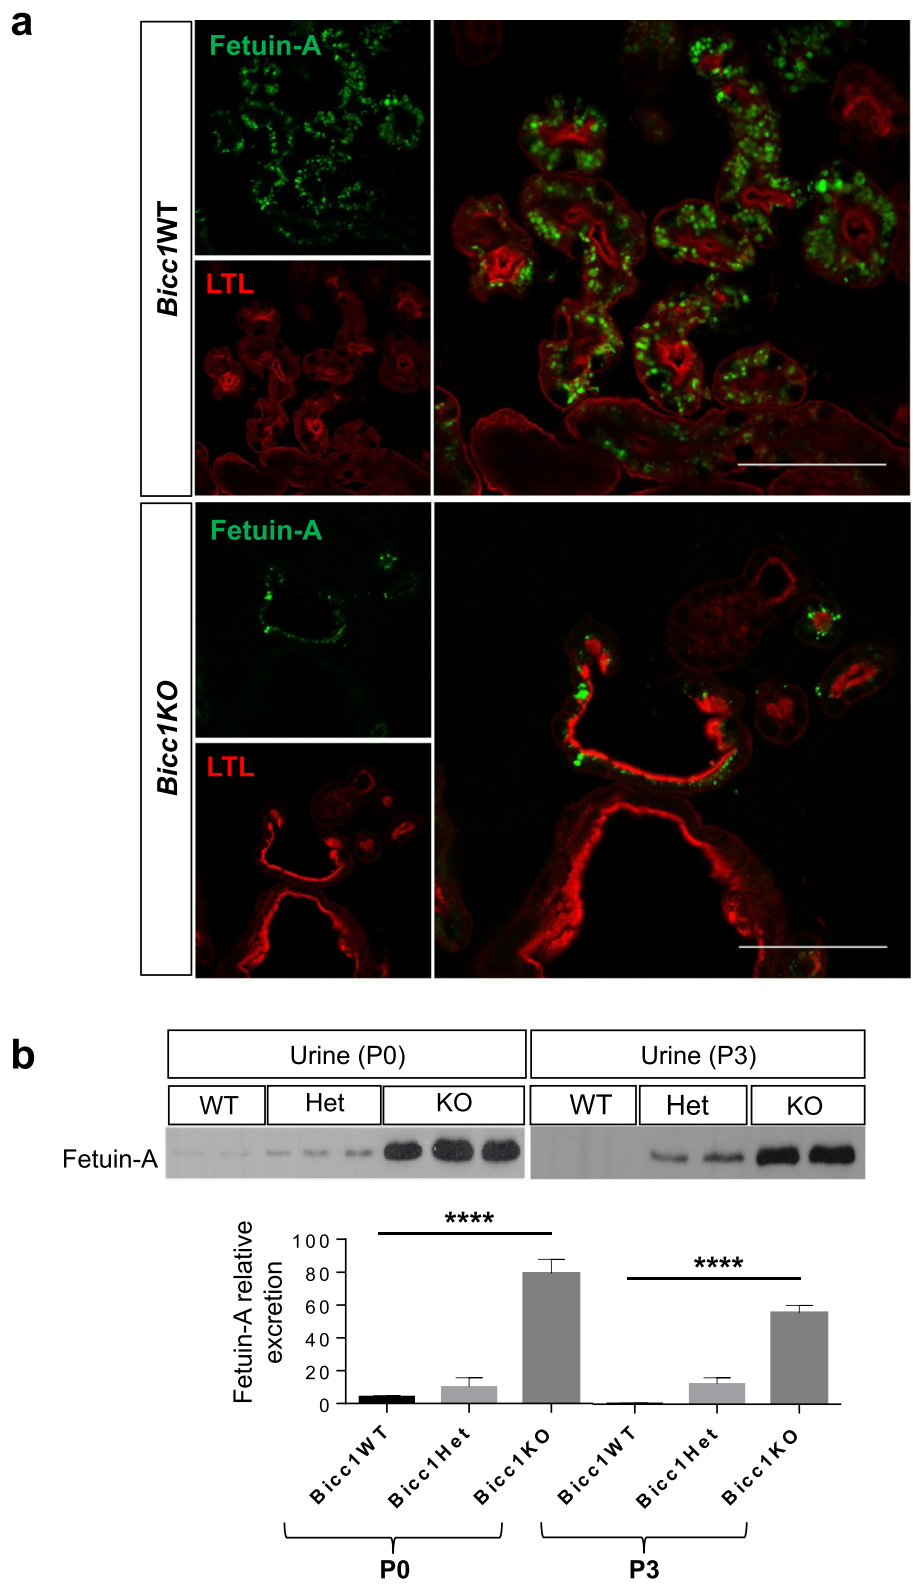 a
Bicc1WT
Fetuin-A
LTL
Bicc1KO
Fetuin-A
LTL
b
Urine (P0)
Urine (P3)
WT
Het
KO
WT
Het
KO
Fetuin-A
Fetuin-A relative
excretion
100
80
60
40
20
0
****
****
Bicc1WT
Bicc1Het
Bicc1KO
Bicc1WT
Bicc1Het
Bicc1KO
P0
P3